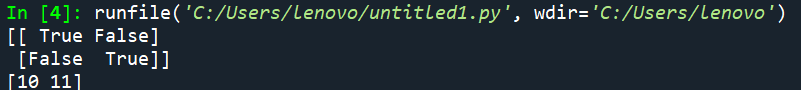 In [4]: runfile('C:/Users/lenovo/untitled1.py', wdir='C:/Users/lenovo')
[[ True False]
 [False  True]]
[10 11]